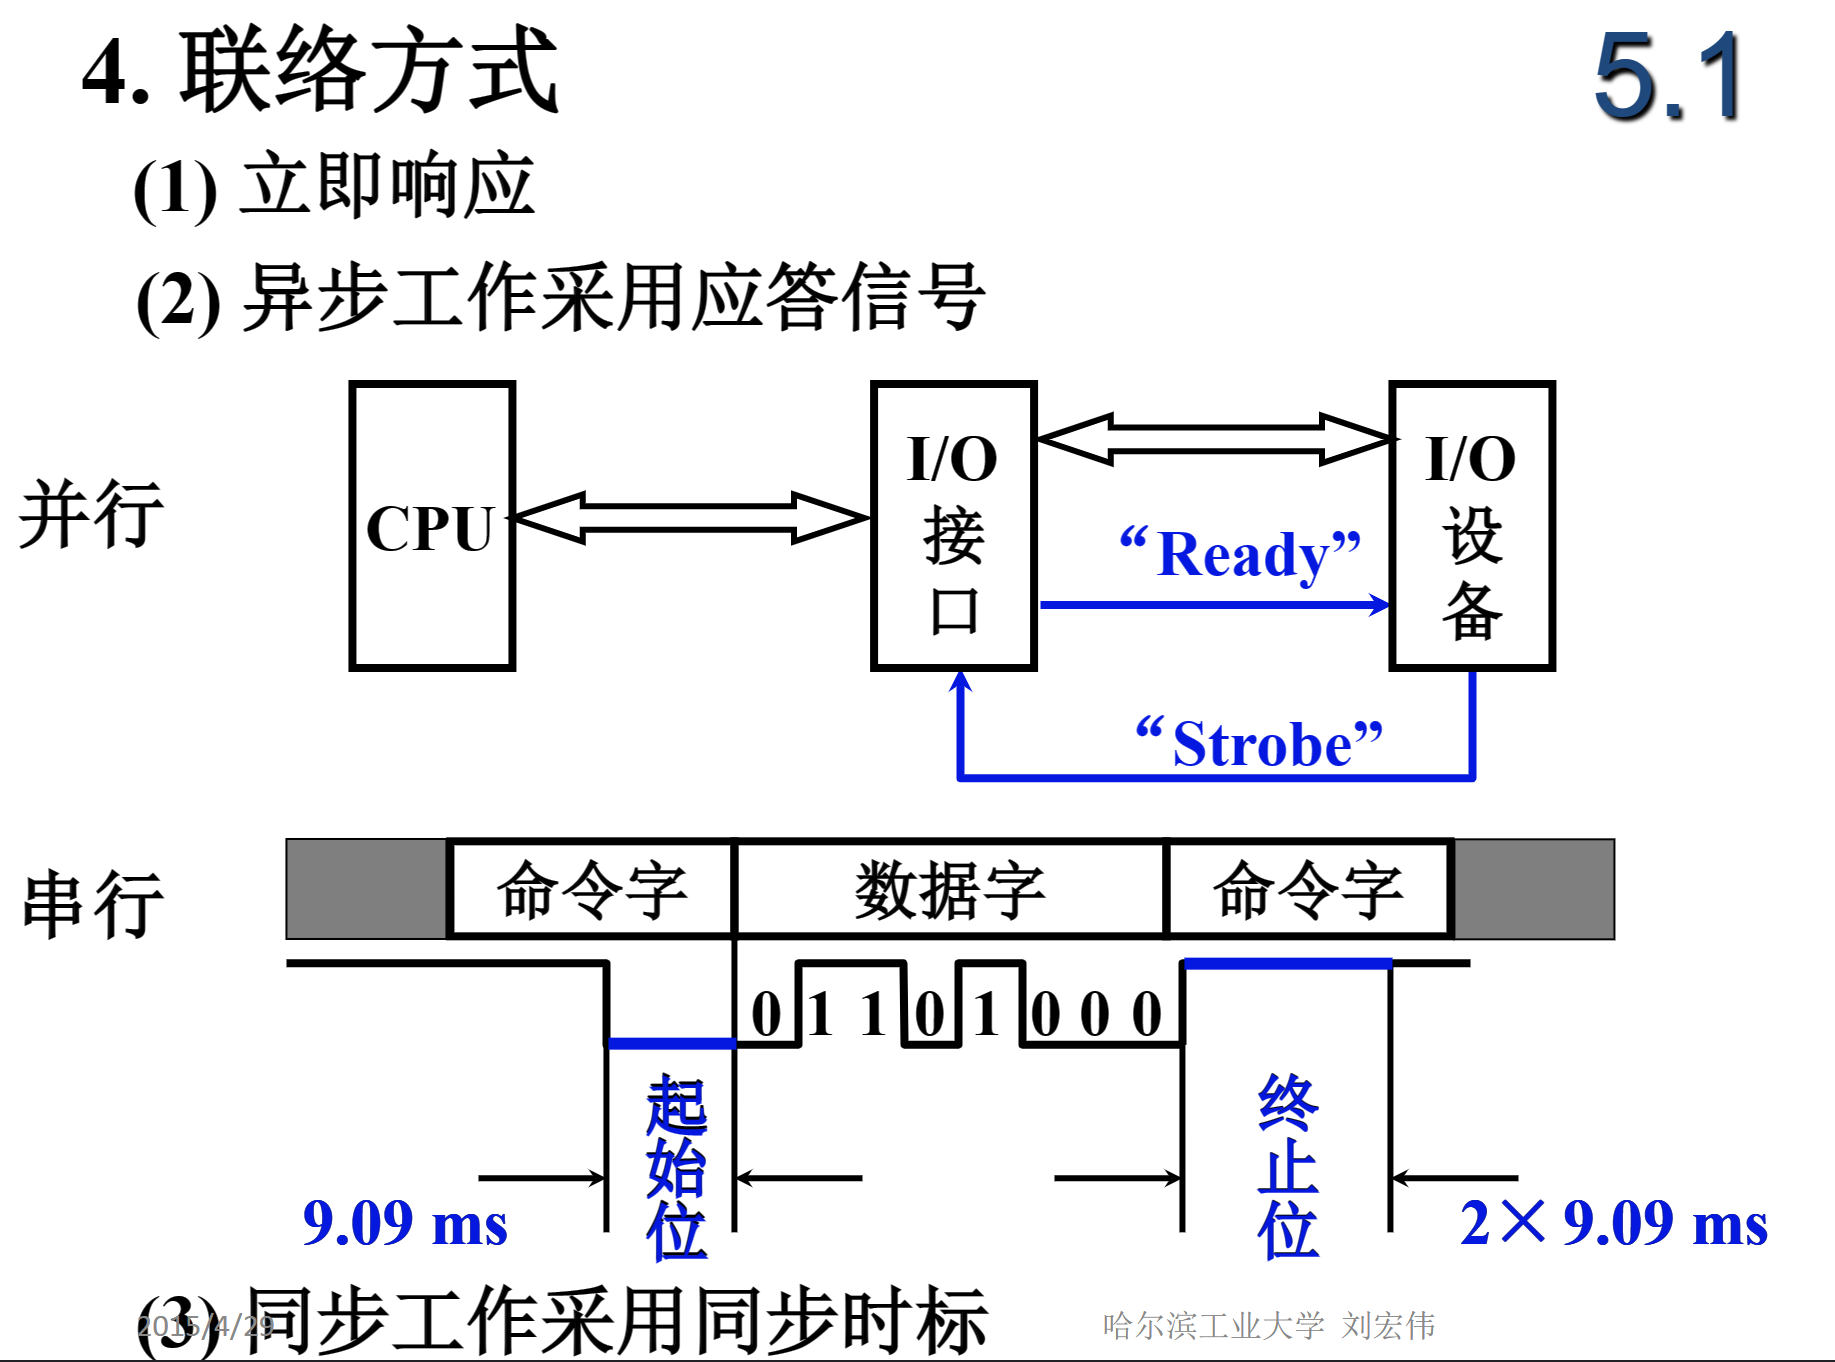 4. 联络方式
5.1
(1) 立即响应
(2) 异步工作采用应答信号
并行
CPU
I/O
接
口
I/O
设
备
“Ready”
“Strobe”
串行
命令字
数据字
命令字
0 1 1 0 1 0 0 0
起
始
位
终
止
位
9.09 ms
2×9.09 ms
(3) 同步工作采用同步时标
2015/4/29
哈尔滨工业大学 刘宏伟